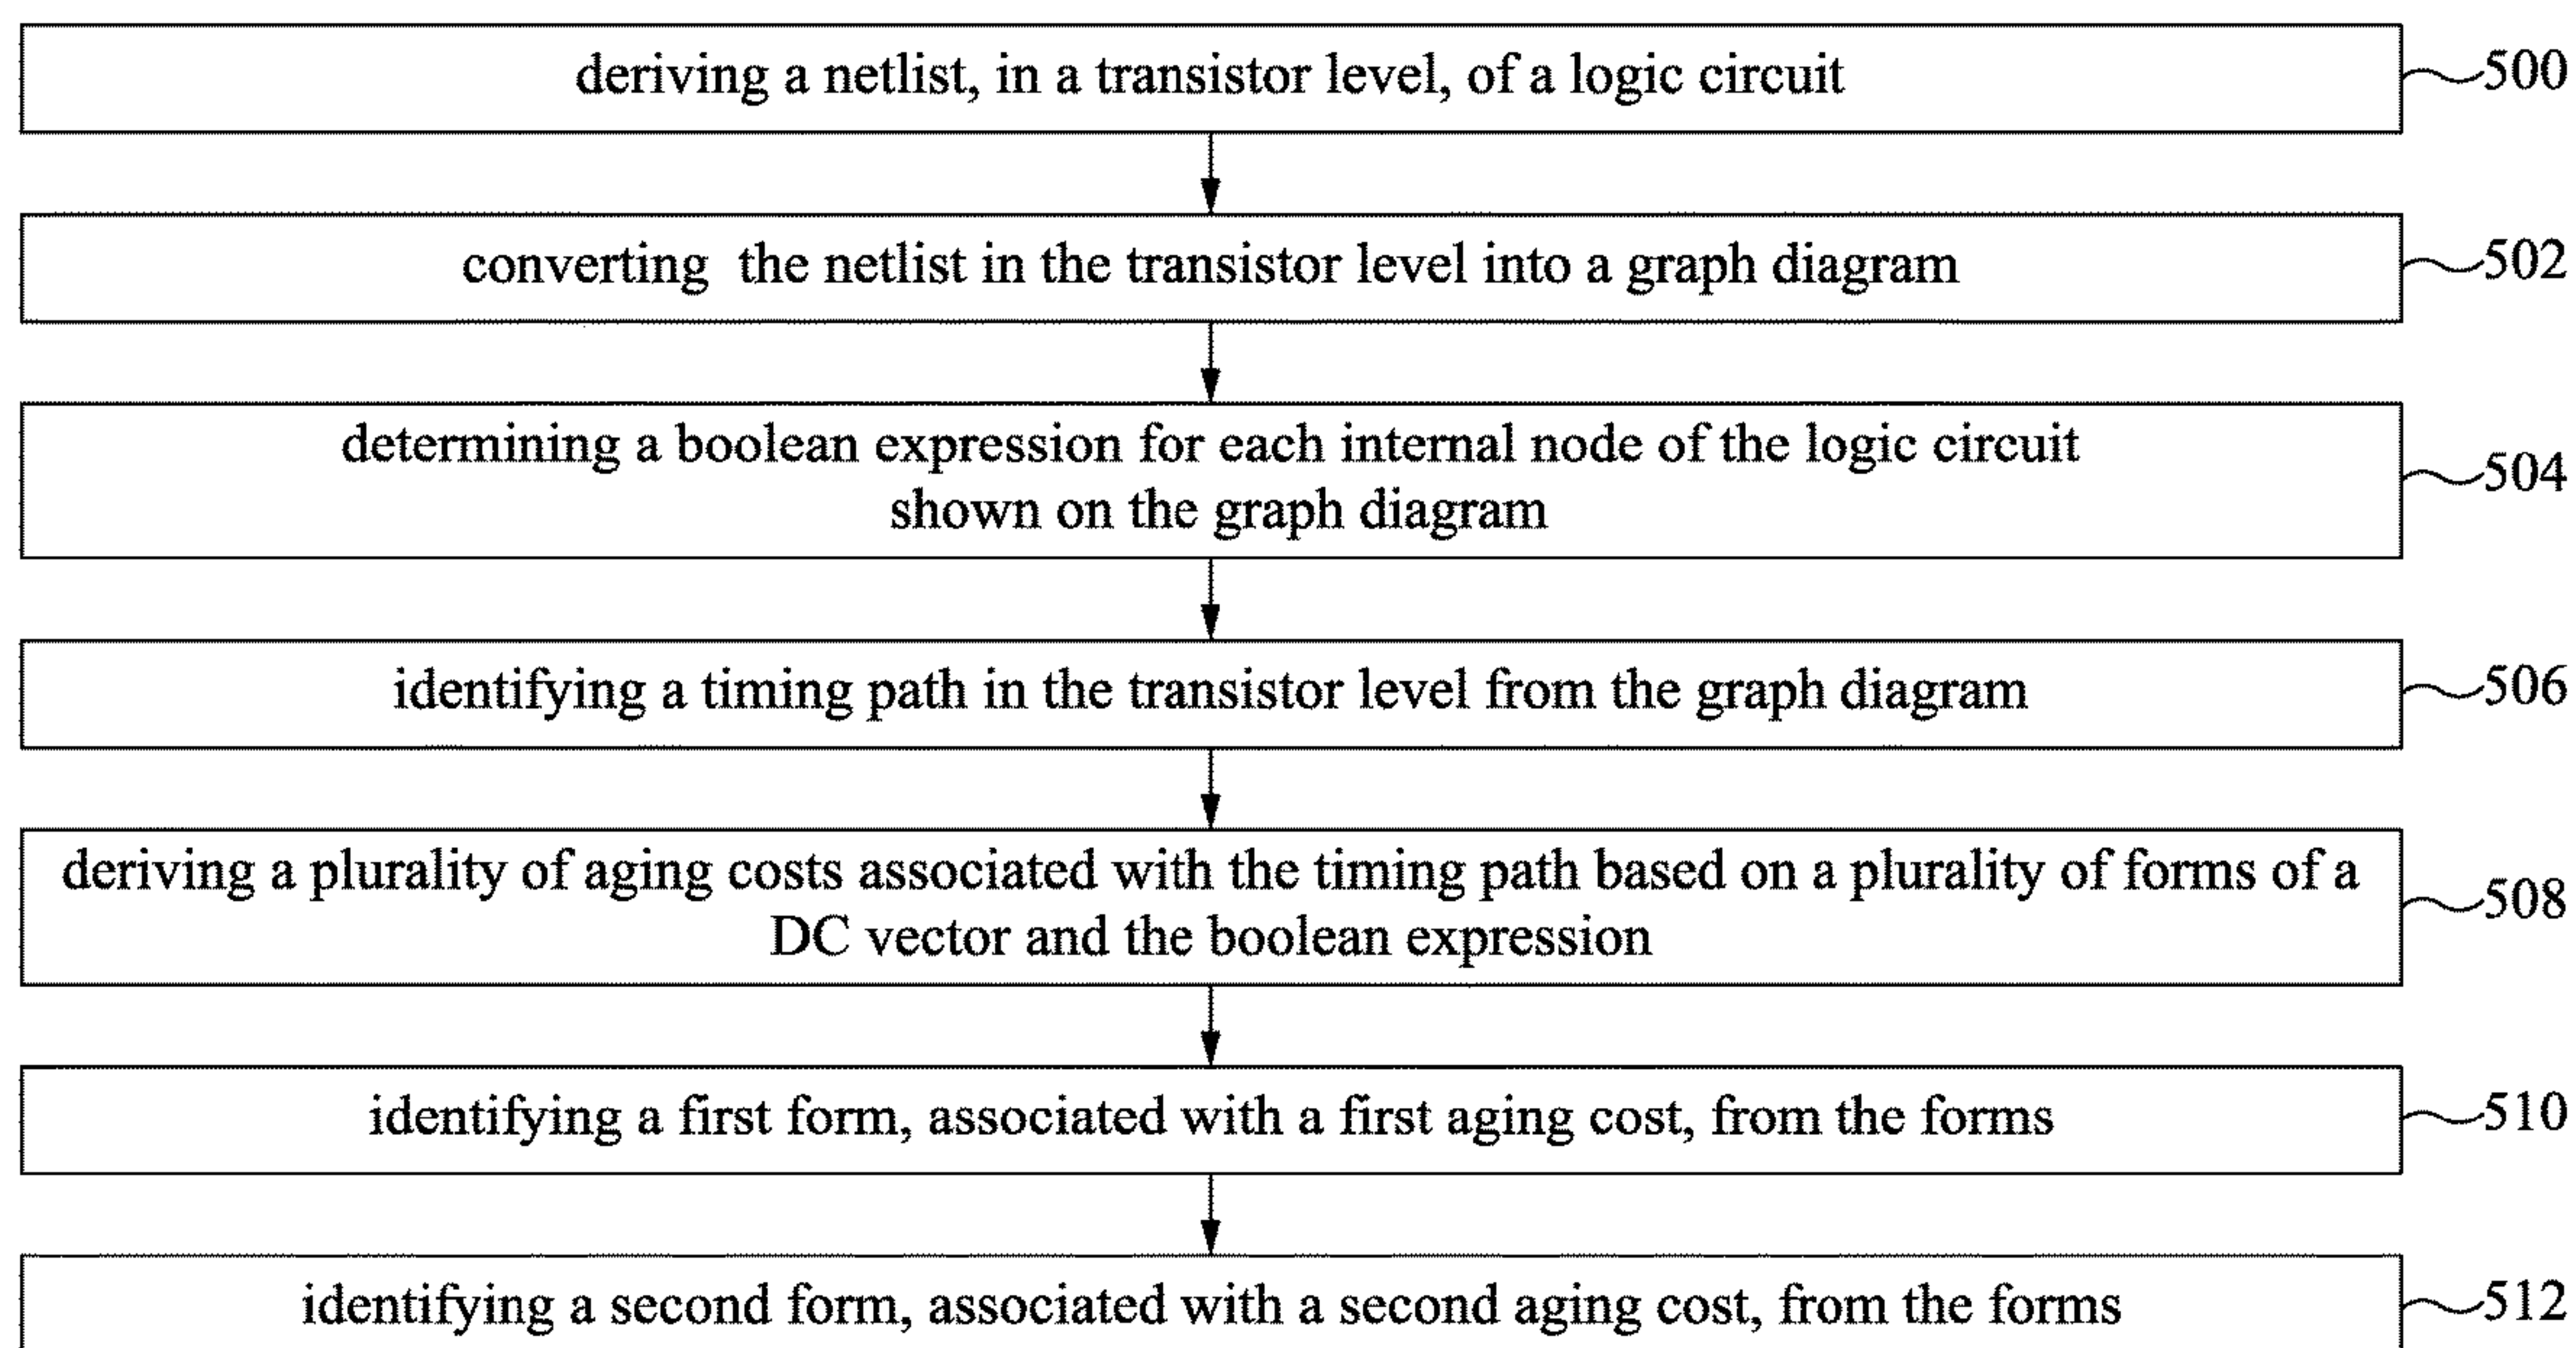 deriving a netlist, in a transistor level, of a logic circuit
500
converting the netlist in the transistor level into a graph diagram
502
determining a boolean expression for each internal node of the logic circuit
shown on the graph diagram
504
identifying a timing path in the transistor level from the graph diagram
506
deriving a plurality of aging costs associated with the timing path based on a plurality of forms of a
DC vector and the boolean expression
508
identifying a first form, associated with a first aging cost, from the forms
510
identifying a second form, associated with a second aging cost, from the forms
512